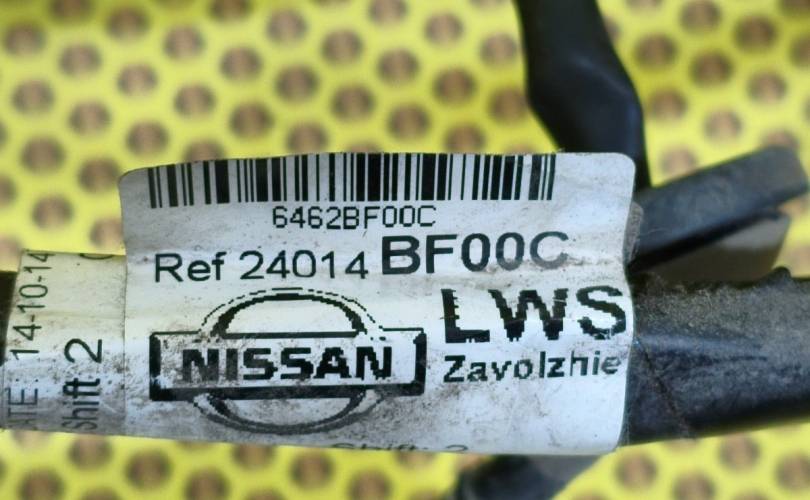 6462BF00C
Ref 24014 BF00C
LWS
NISSAN
Zavolzhie
14-10-14
Shift 2